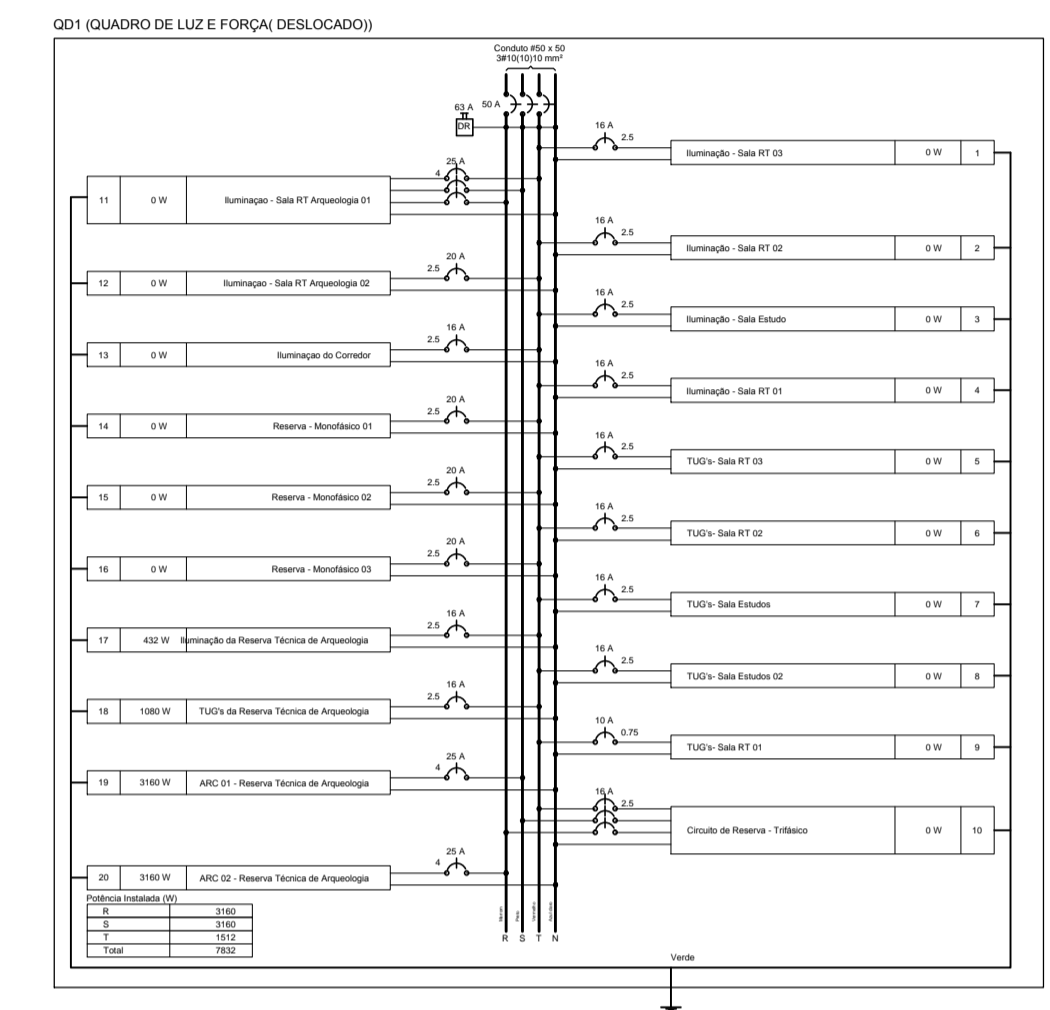 QD1 (QUADRO DE LUZ E FORÇA( DESLOCADO))
Conduto #50 x 50
3#10(10)10 mm²
63 A
50 A
DR
16 A
2.5
Iluminação - Sala RT 03 0 W 1
25 A
4
11 0 W Iluminaçao - Sala RT Arqueologia 01
16 A
2.5
Iluminação - Sala RT 02 0 W 2
20 A
2.5
12 0 W Iluminaçao - Sala RT Arqueologia 02
16 A
2.5
Iluminação - Sala Estudo 0 W 3
16 A
2.5
13 0 W Iluminaçao do Corredor
16 A
2.5
Iluminação - Sala RT 01 0 W 4
20 A
2.5
14 0 W Reserva - Monofásico 01
16 A
2.5
TUG's- Sala RT 03 0 W 5
20 A
2.5
15 0 W Reserva - Monofásico 02
16 A
2.5
TUG's- Sala RT 02 0 W 6
20 A
2.5
16 0 W Reserva - Monofásico 03
16 A
2.5
TUG's- Sala Estudos 0 W 7
16 A
2.5
17 432 W Iluminação da Reserva Técnica de Arqueologia
16 A
2.5
TUG's- Sala Estudos 02 0 W 8
16 A
2.5
18 1080 W TUG's da Reserva Técnica de Arqueologia
10 A
0.75
TUG's- Sala RT 01 0 W 9
25 A
4
19 3160 W ARC 01 - Reserva Técnica de Arqueologia
16 A
2.5
Circuito de Reserva - Trifásico 0 W 10
25 A
4
20 3160 W ARC 02 - Reserva Técnica de Arqueologia
Potência Instalada (W)
R 3160
S 3160
T 1512
Total 7832
Marrom
Preto
Vermelho
R S T N
Verde